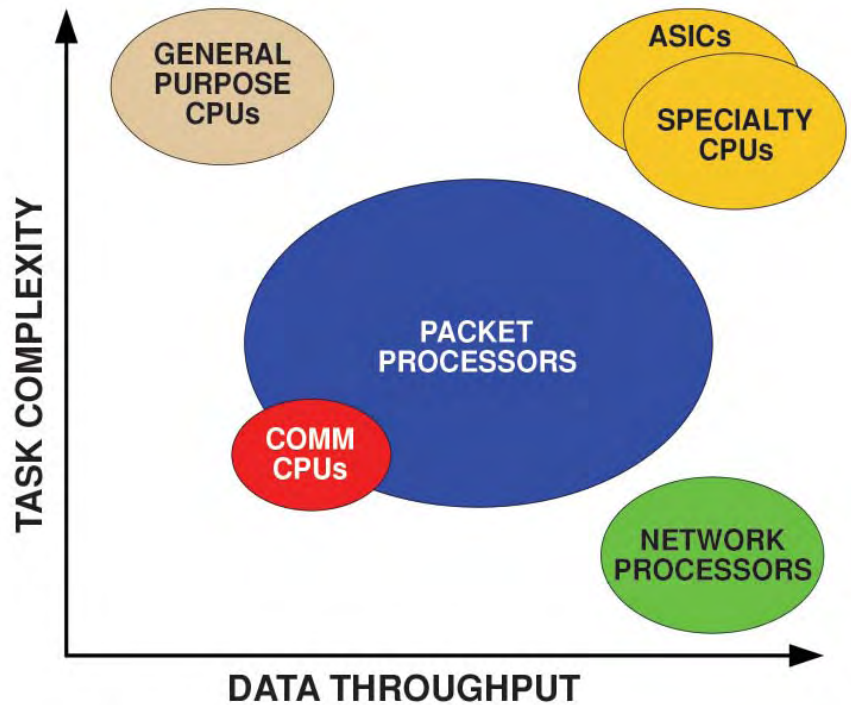 GENERAL
PURPOSE
CPUs
ASICs
SPECIALTY
CPUs
TASK COMPLEXITY
PACKET
PROCESSORS
COMM
CPUs
NETWORK
PROCESSORS
DATA THROUGHPUT